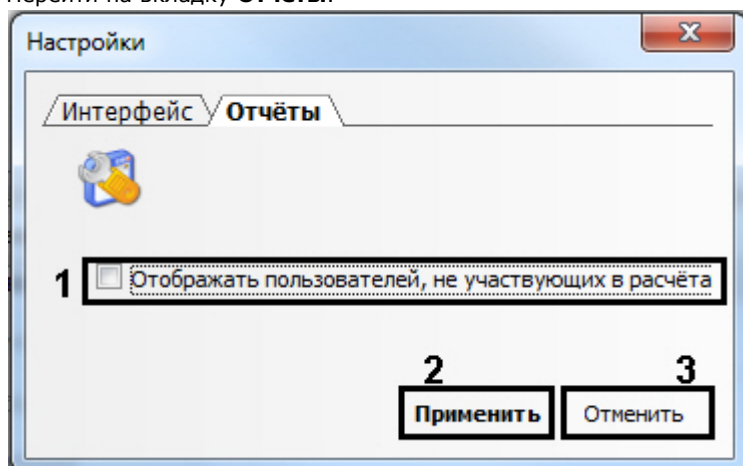 Перейти на вкладку Отчёты.
Настройки
Интерфейс Отчёты
1 Отображать пользователей, не участвующих в расчёта
2 3
Применить Отменить